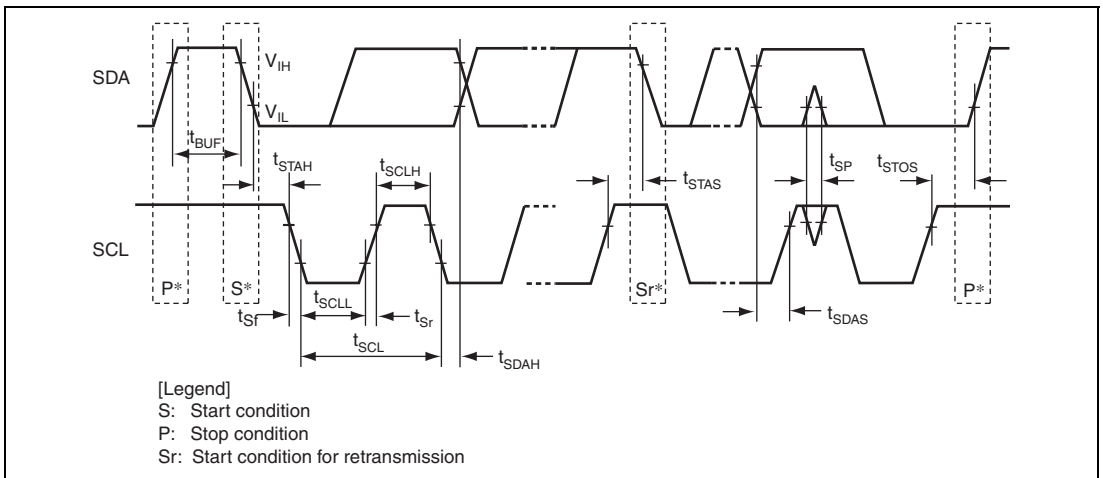 SDA
V_IH
V_IL
t_BUF
t_STAH
t_SCLH
t_STAS
t_SP
t_STOS
SCL
P*
S*
Sr*
P*
t_Sf
t_SCLL
t_Sr
t_SCL
t_SDAH
t_SDAS
[Legend]
S: Start condition
P: Stop condition
Sr: Start condition for retransmission